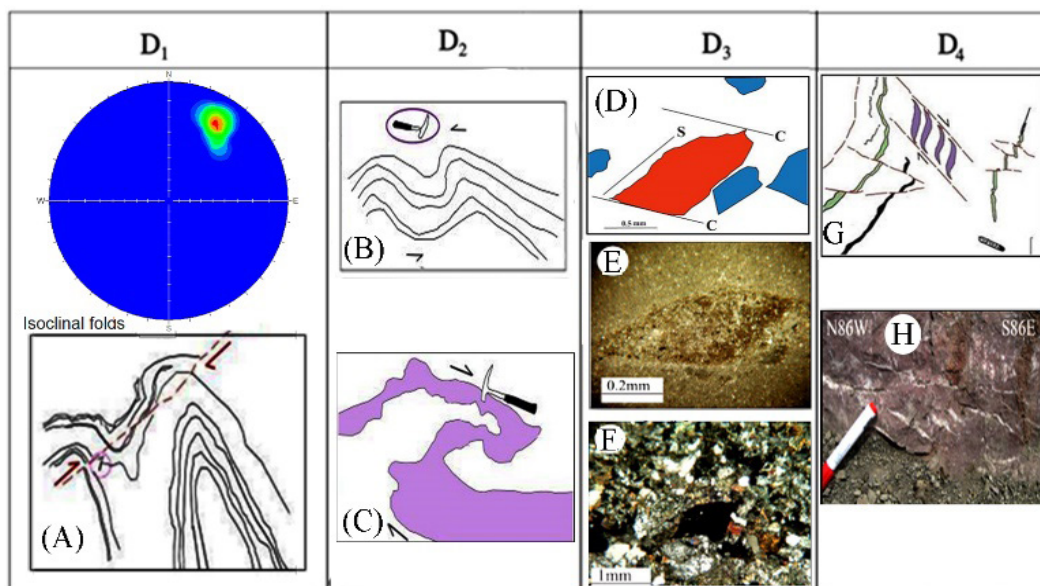 D1
D2
D3
D4
N
W
E
S
Isoclinal folds
(A)
(B)
(C)
(D)
S
C
C
0.5 mm
E
0.2mm
F
1mm
G
N86W
H
S86E